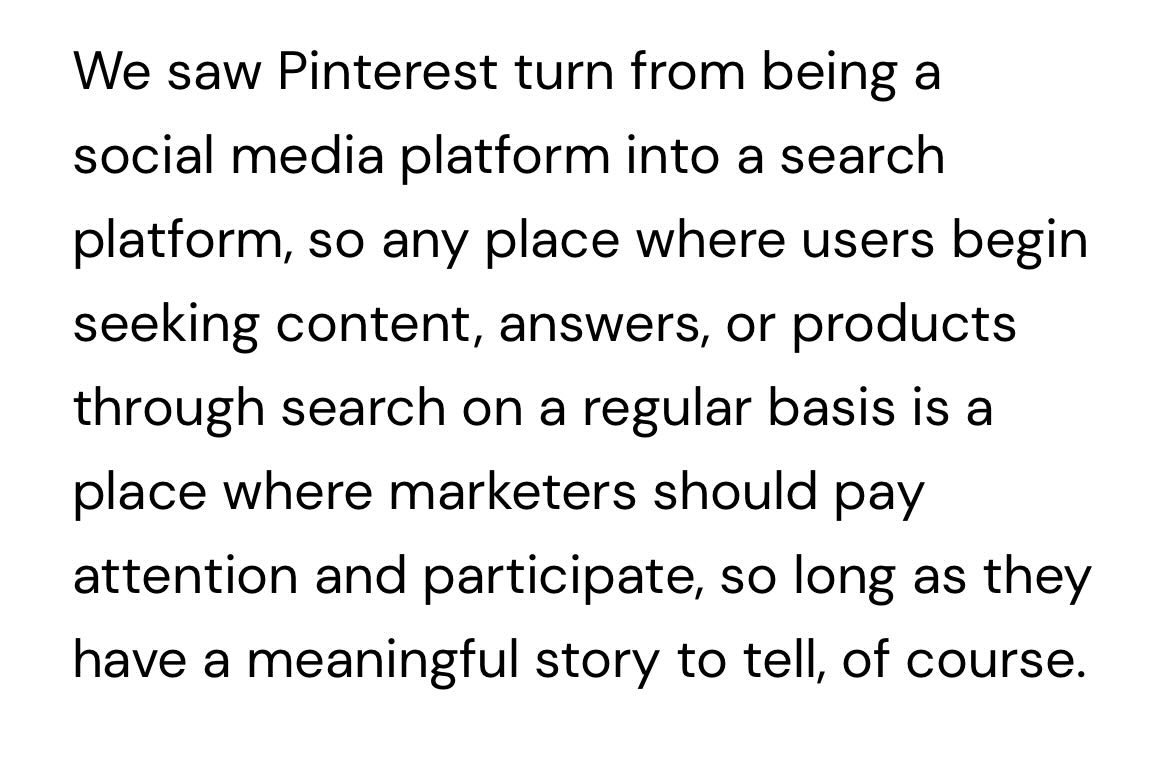 We saw Pinterest turn from being a
social media platform into a search
platform, so any place where users begin
seeking content, answers, or products
through search on a regular basis is a
place where marketers should pay
attention and participate, so long as they
have a meaningful story to tell, of course.